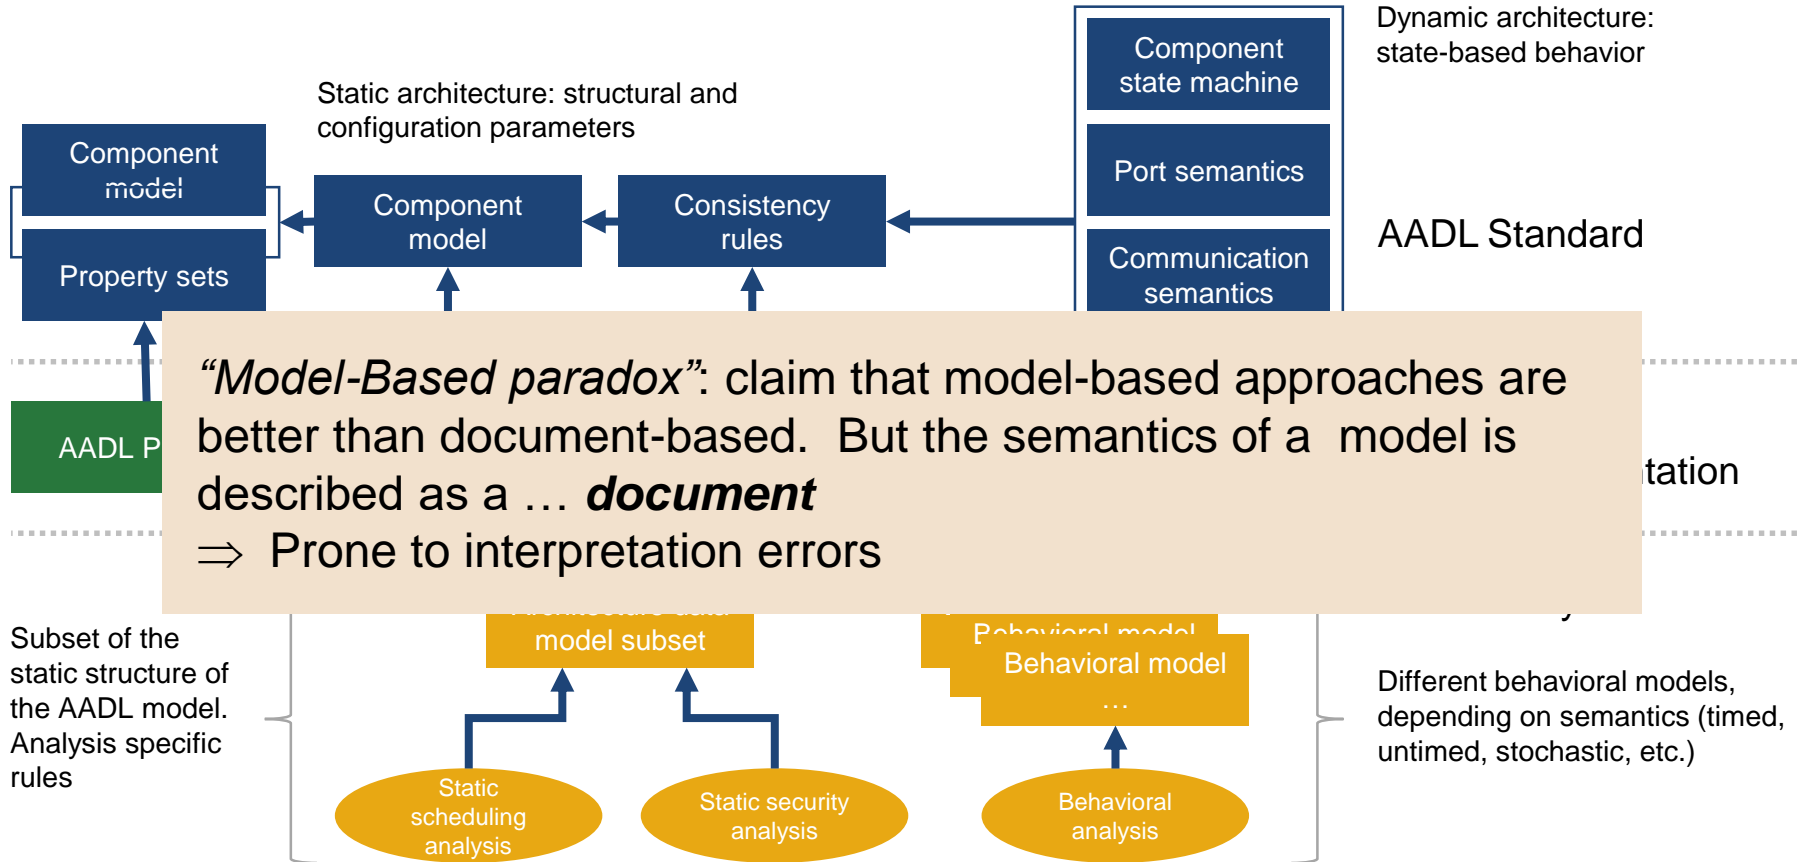 Dynamic architecture:
state-based behavior
Component
state machine
Static architecture: structural and
configuration parameters
Component
model
Port semantics
Component
model
Consistency
rules
AADL Standard
Property sets
Communication
semantics
“Model-Based paradox”: claim that model-based approaches are
better than document-based.  But the semantics of a  model is
described as a … document
⇒ Prone to interpretation errors
AADL P
tation
model subset
Behavioral model
Behavioral model
…
Subset of the
static structure of
the AADL model.
Analysis specific
rules
Different behavioral models,
depending on semantics (timed,
untimed, stochastic, etc.)
Static
scheduling
analysis
Static security
analysis
Behavioral
analysis